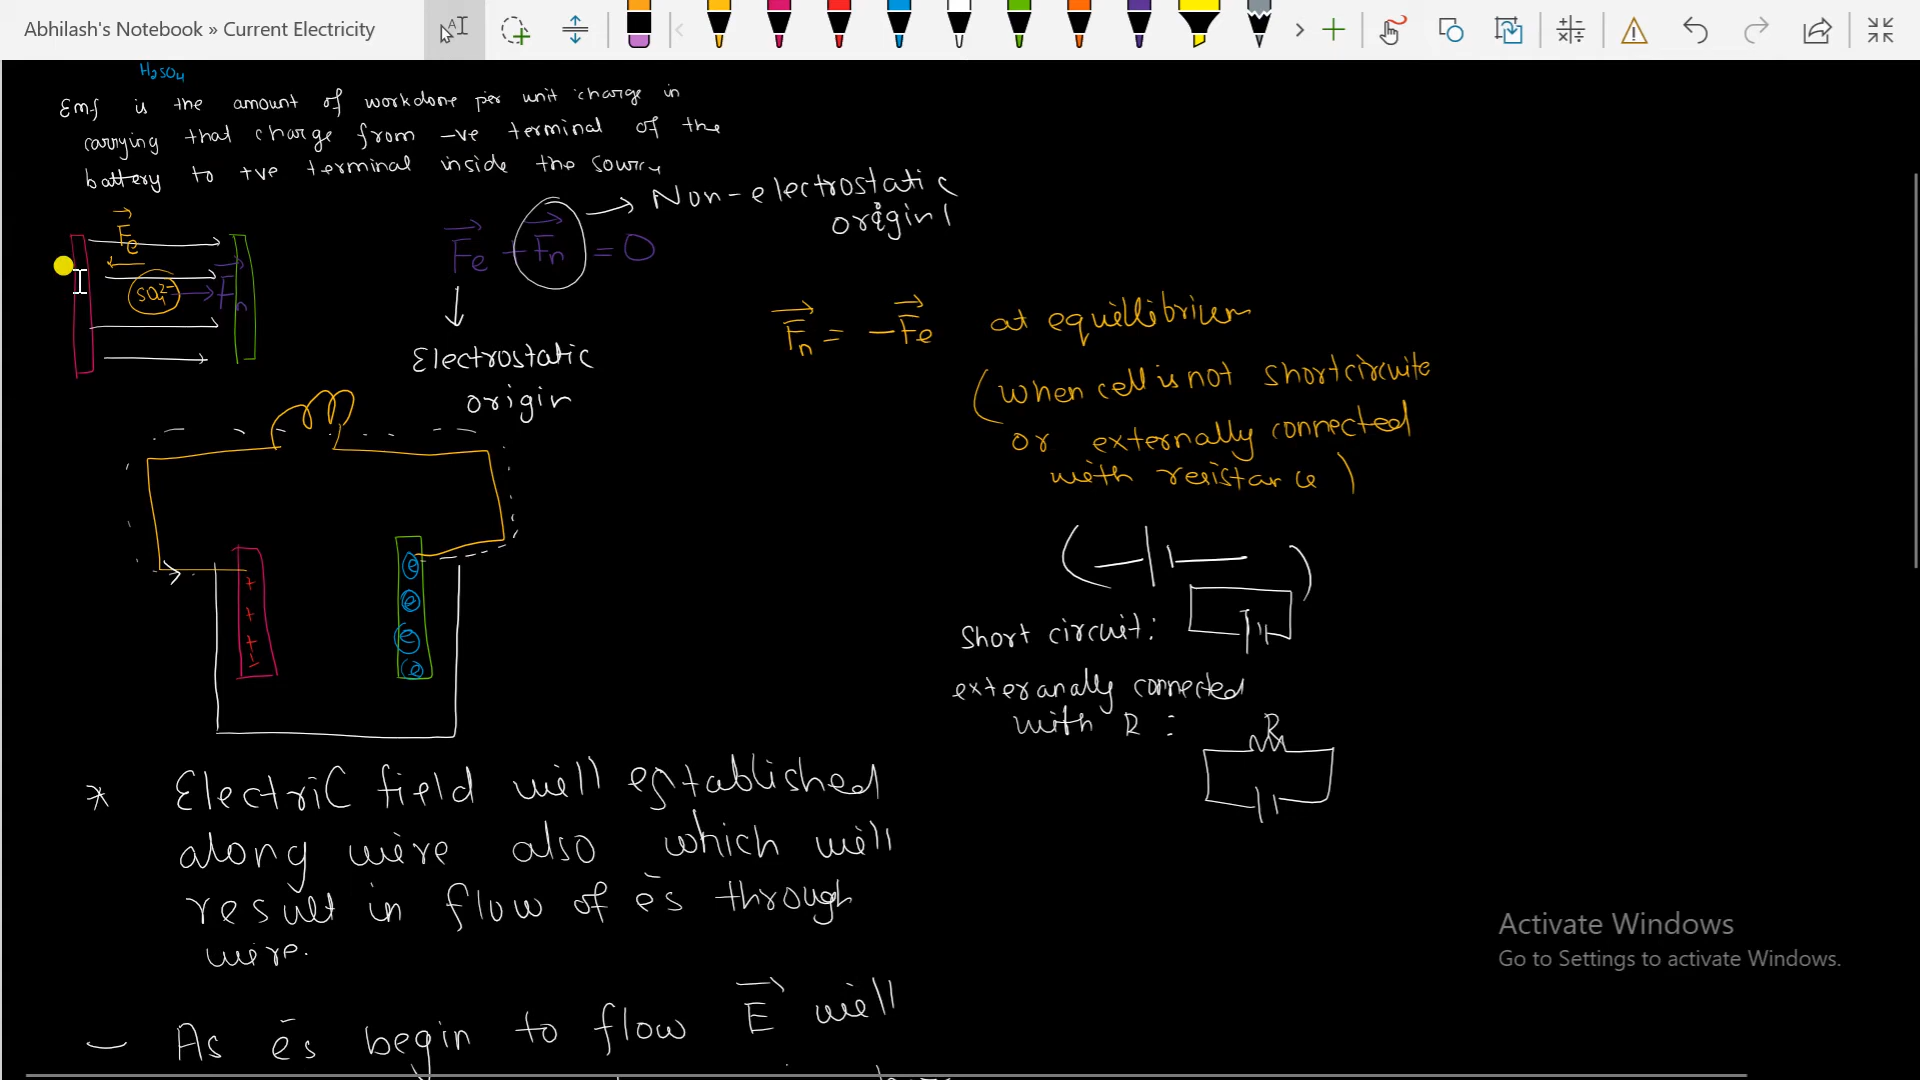 Abhilash's Notebook » Current Electricity
H2SO4
Emf is the amount of workdone per unit charge in
carrying that charge from -ve terminal of the
battery to +ve terminal inside the source
Fe
SO4 2-
Fn
Fe + Fn = 0
Non-electrostatic
origin
Electrostatic
origin
Fn = -Fe at equillibrium
(when cell is not shortcircuite
or externally connected
with resistance)
+
+
+
+
e
e
e
e
Short circuit:
exteranally connected
with R :
R
* Electric field will established
along wire also which will
result in flow of ēs through
wire.
- As ēs begin to flow E will
Activate Windows
Go to Settings to activate Windows.